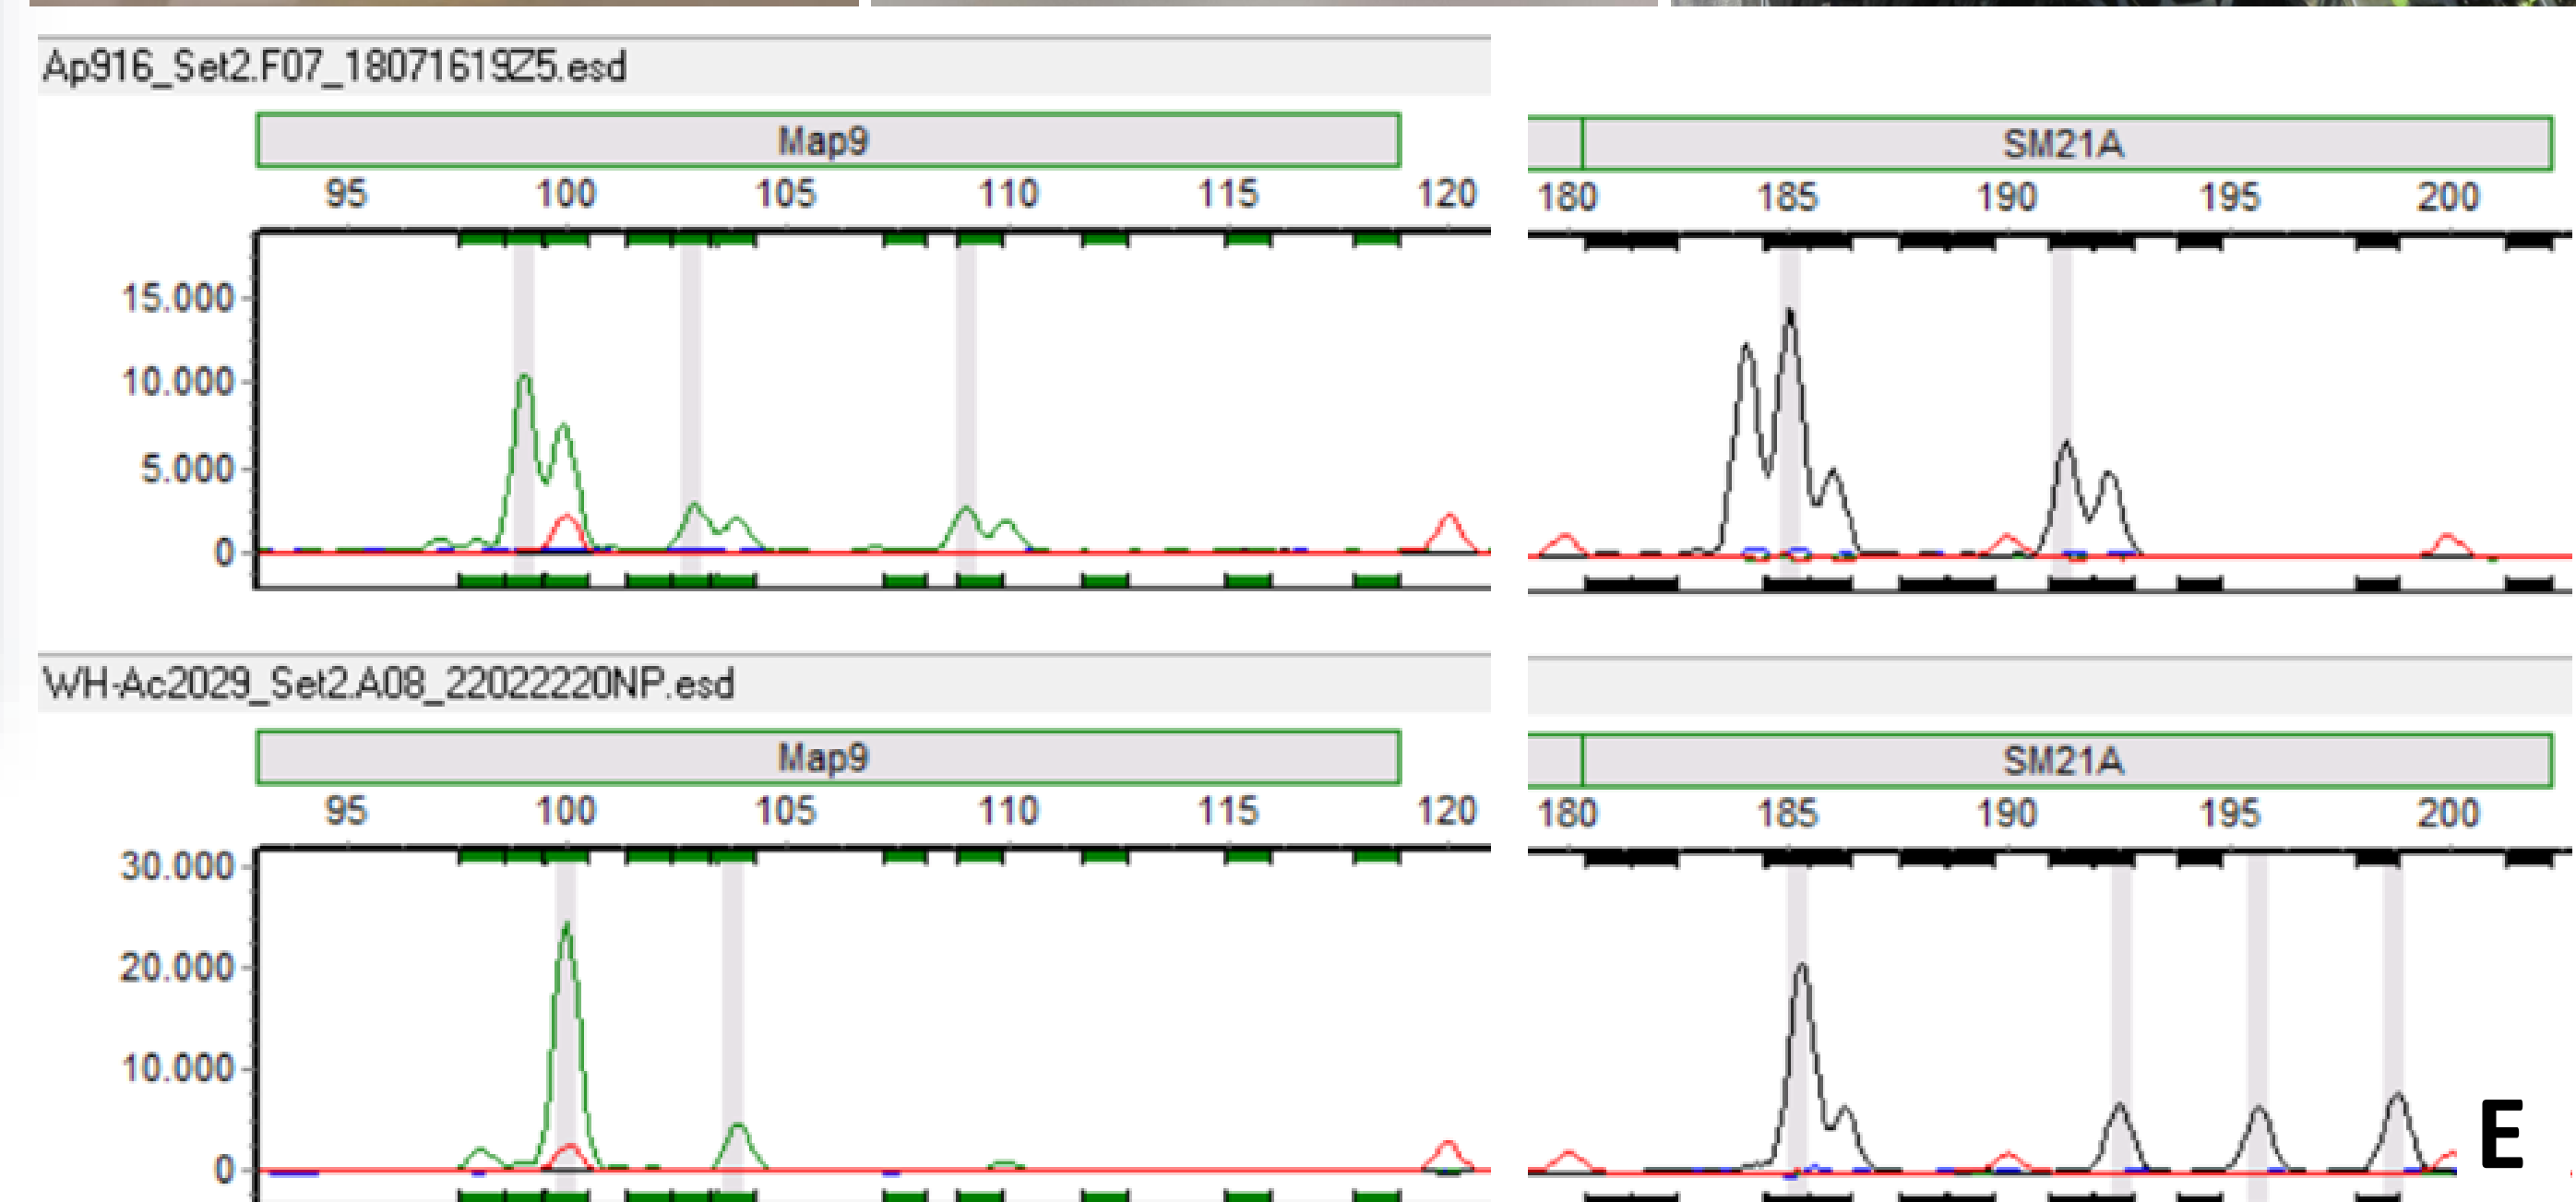 Ap916_Set2.F07_18071619Z5.esd
Map9 SM21A
95 100 105 110 115 120 180 185 190 195 200
15.000
10.000
5.000
0
WH-Ac2029_Set2.A08_22022220NP.esd
Map9 SM21A
95 100 105 110 115 120 180 185 190 195 200
30.000
20.000
10.000
0
E